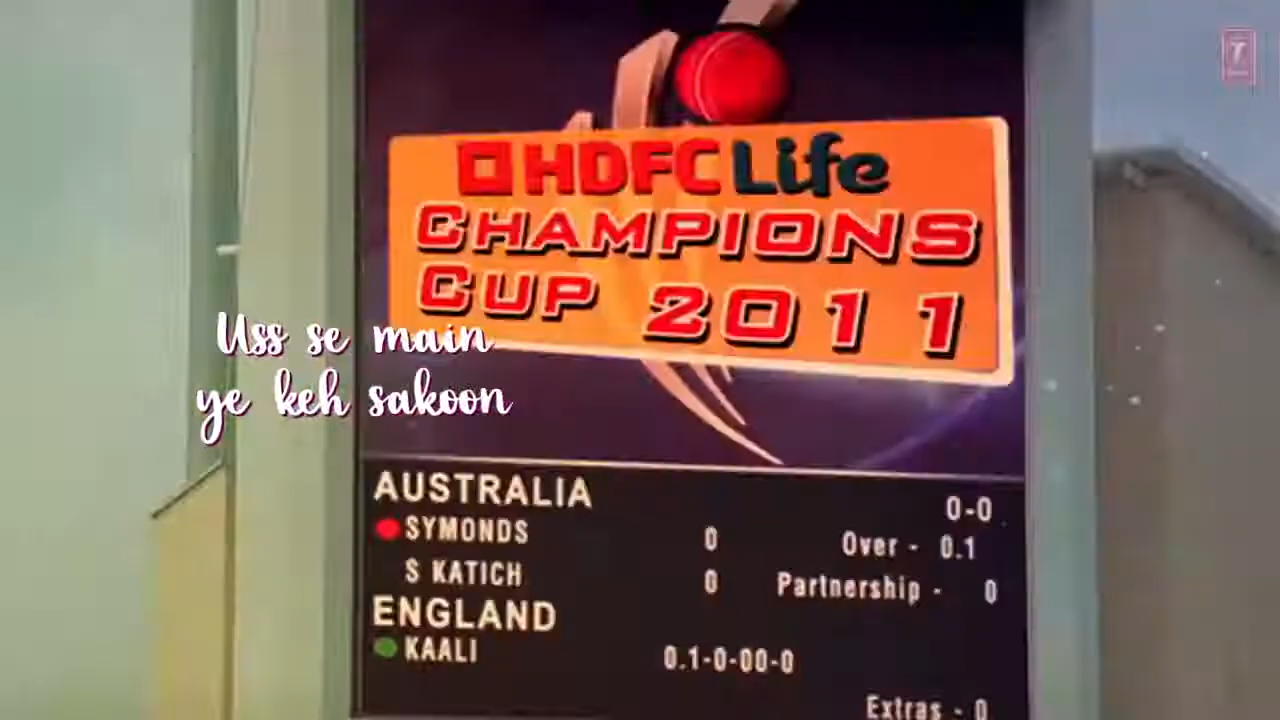 T
HDFC Life
CHAMPIONS
CUP 2011
Uss se main
ye keh sakoon
AUSTRALIA 0-0
SYMONDS 0 Over - 0.1
S KATICH 0 Partnership - 0
ENGLAND
KAALI 0.1-0-00-0
Extras - 0